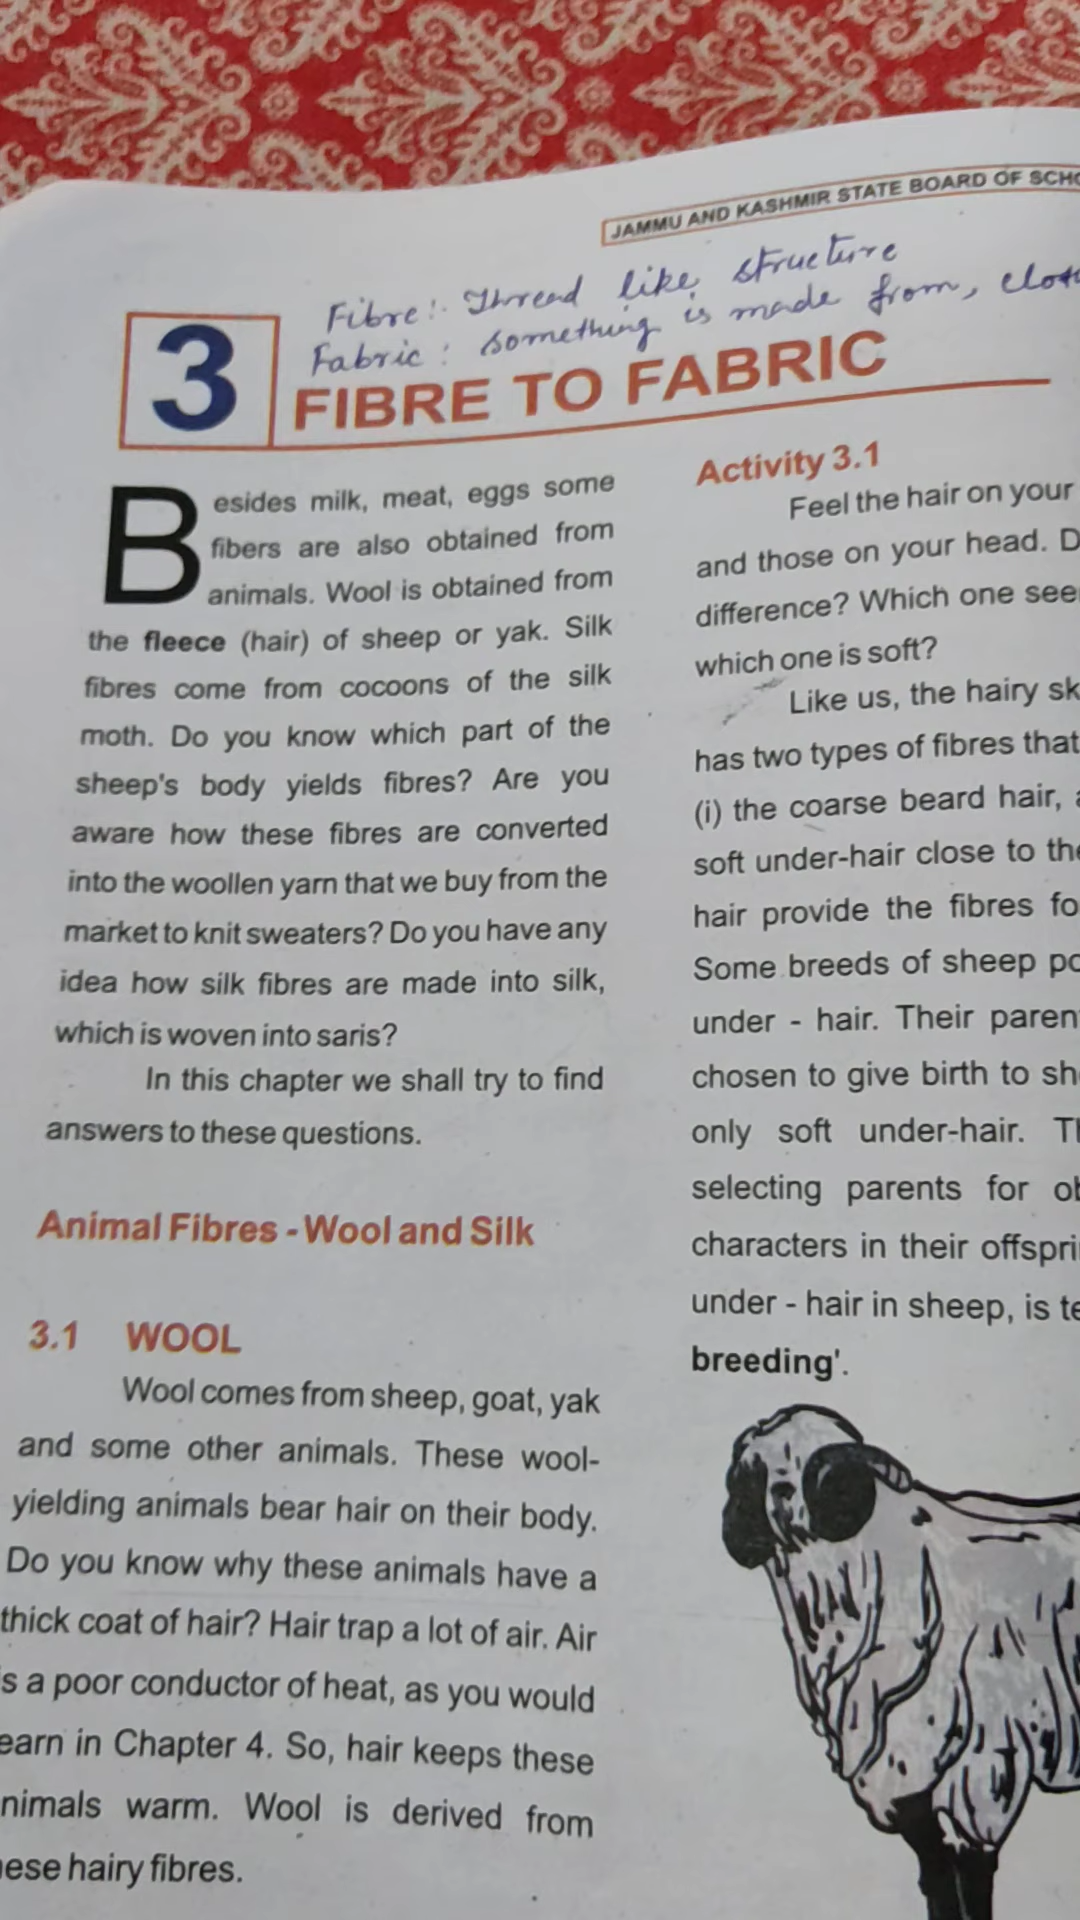 JAMMU AND KASHMIR STATE BOARD OF
Fibre:- Thread like structure
Fabric: something is made from,
3
FIBRE TO FABRIC
Besides milk, meat, eggs some
fibers are also obtained from
animals. Wool is obtained from
the fleece (hair) of sheep or yak. Silk
fibres come from cocoons of the silk
moth. Do you know which part of the
sheep's body yields fibres? Are you
aware how these fibres are converted
into the woollen yarn that we buy from the
market to knit sweaters? Do you have any
idea how silk fibres are made into silk,
which is woven into saris?
In this chapter we shall try to find
answers to these questions.
Animal Fibres - Wool and Silk
3.1 WOOL
Wool comes from sheep, goat, yak
and some other animals. These wool-
yielding animals bear hair on their body.
Do you know why these animals have a
thick coat of hair? Hair trap a lot of air. Air
s a poor conductor of heat, as you would
earn in Chapter 4. So, hair keeps these
nimals warm. Wool is derived from
ese hairy fibres.
Activity 3.1
Feel the hair on your
and those on your head.
difference? Which one
which one is soft?
Like us, the hairy
has two types of fibres that
(i) the coarse beard hair,
soft under-hair close to
hair provide the fibres
Some breeds of sheep
under - hair. Their
chosen to give birth to
only soft under-hair.
selecting parents for
characters in their
under - hair in sheep, is
breeding'.